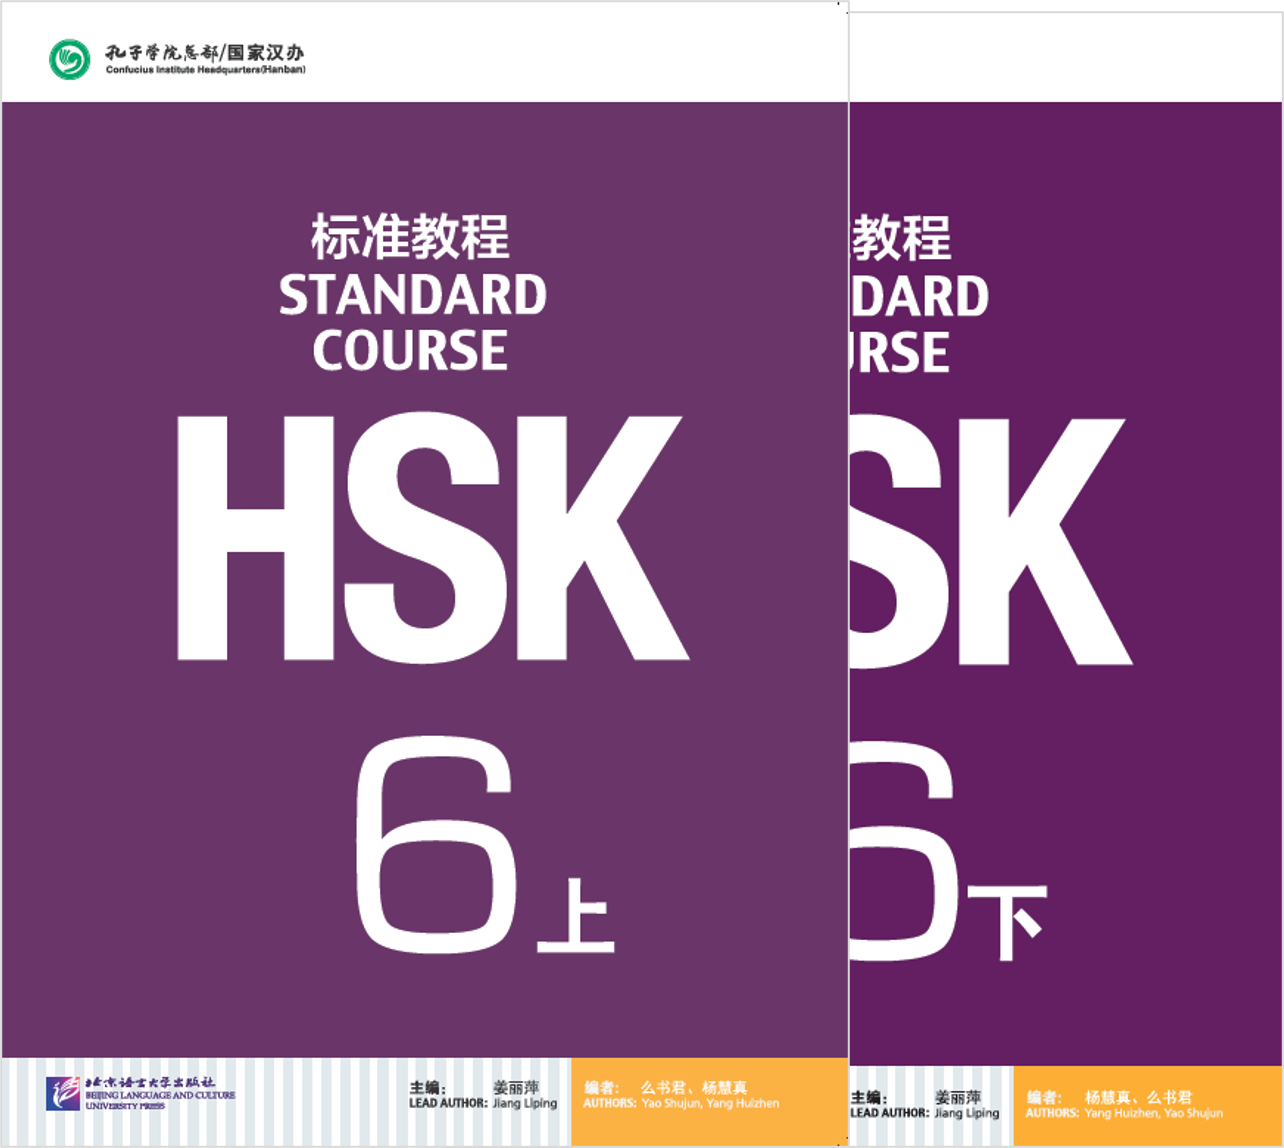 孔子学院总部/国家汉办
Confucius Institute Headquarters(Hanban)
标准教程
STANDARD
COURSE
HSK
6上
北京语言大学出版社
BEIJING LANGUAGE AND CULTURE
UNIVERSITY PRESS
主编： 姜丽萍
LEAD AUTHOR: Jiang Liping
编者： 么书君、杨慧真
AUTHORS: Yao Shujun, Yang Huizhen
教程
DARD
URSE
SK
6下
主编： 姜丽萍
LEAD AUTHOR: Jiang Liping
编者： 杨慧真、么书君
AUTHORS: Yang Huizhen, Yao Shujun